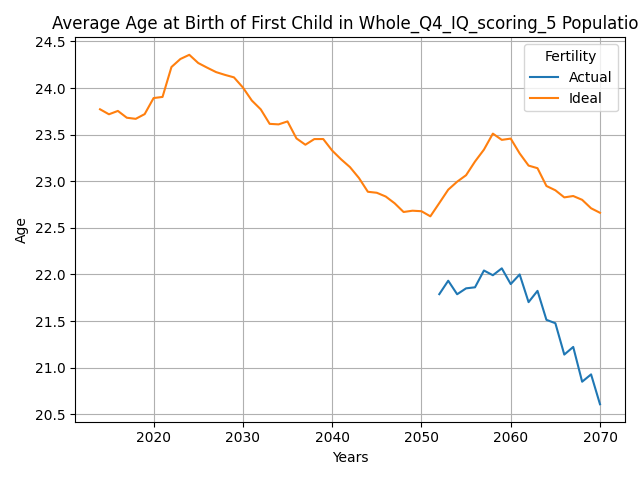 Average Age at Birth of First Child in Whole_Q4_IQ_scoring_5 Populatio
24.5
24.0
23.5
23.0
22.5
22.0
21.5
21.0
20.5
Age
Fertility
Actual
Ideal
2020 2030 2040 2050 2060 2070
Years